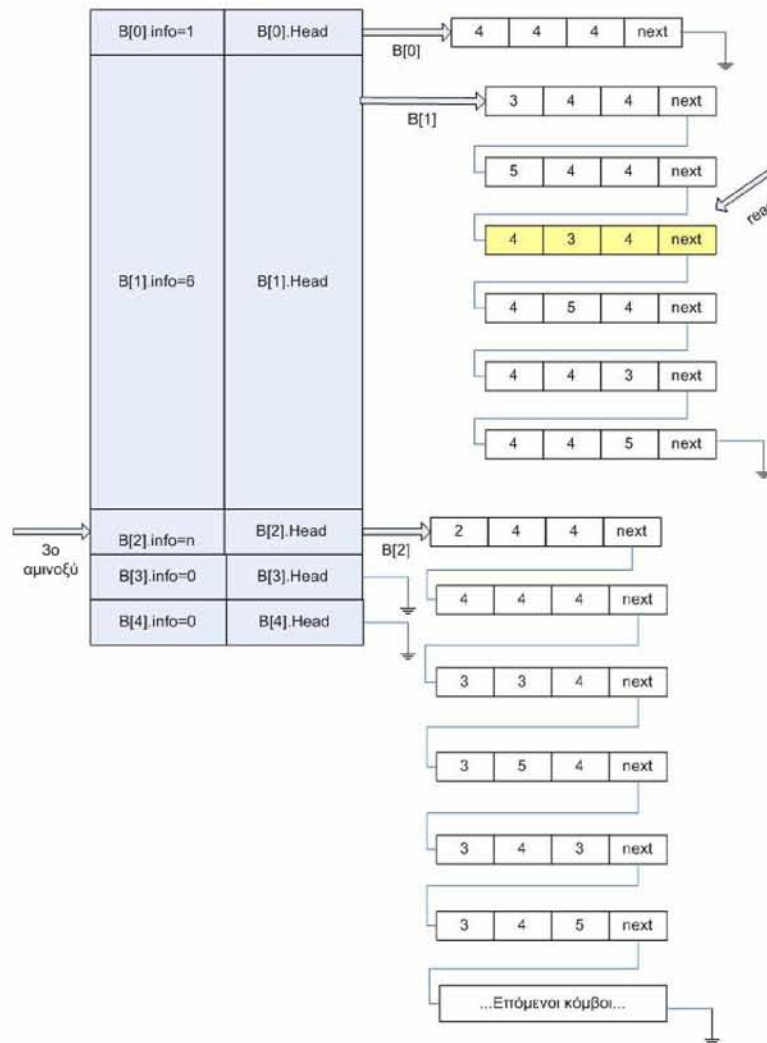 B[0].info=1 B[0].Head B[0] 4 4 4 next
B[1].info=6 B[1].Head B[1] 3 4 4 next
5 4 4 next
4 3 4 next
4 5 4 next
4 4 3 next
4 4 5 next
3ο
αμινοξύ
B[2].info=n B[2].Head B[2] 2 4 4 next
B[3].info=0 B[3].Head
B[4].info=0 B[4].Head
4 4 4 next
3 3 4 next
3 5 4 next
3 4 3 next
3 4 5 next
...Επόμενοι κόμβοι...